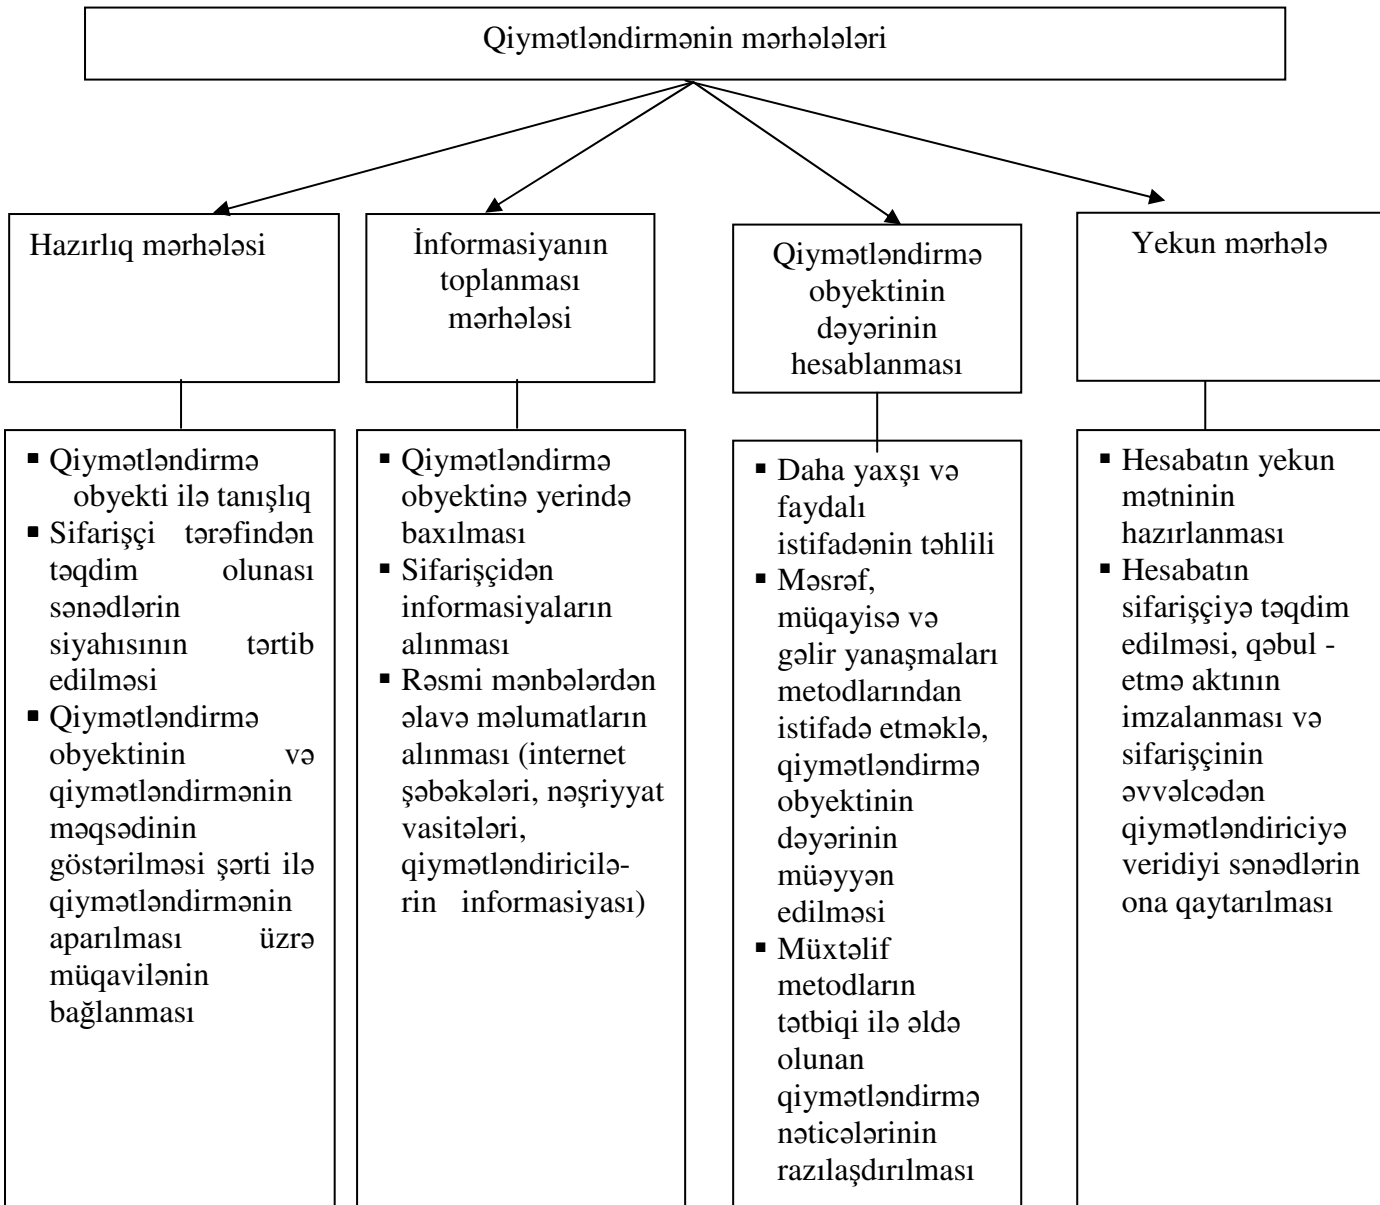 Qiymətləndirmənin mərhələləri
Hazırlıq mərhələsi
İnformasiyanın
toplanması
mərhələsi
Qiymətləndirmə
obyektinin
dəyərinin
hesablanması
Yekun mərhələ
▪ Qiymətləndirmə
obyekti ilə tanışlıq
▪ Sifarişçi tərəfindən
təqdim olunası
sənədlərin
siyahısının tərtib
edilməsi
▪ Qiymətləndirmə
obyektinin və
qiymətləndirmənin
məqsədinin
göstərilməsi şərti ilə
qiymətləndirmənin
aparılması üzrə
müqavilənin
bağlanması
▪ Qiymətləndirmə
obyektinə yerində
baxılması
▪ Sifarişçidən
informasiyaların
alınması
▪ Rəsmi mənbələrdən
əlavə məlumatların
alınması (internet
şəbəkələri, nəşriyyat
vasitələri,
qiymətləndiricilə-
rin informasiyası)
▪ Daha yaxşı və
faydalı
istifadənin təhlili
▪ Məsrəf,
müqayisə və
gəlir yanaşmaları
metodlarından
istifadə etməklə,
qiymətləndirmə
obyektinin
dəyərinin
müəyyən
edilməsi
▪ Müxtəlif
metodların
tətbiqi ilə əldə
olunan
qiymətləndirmə
nəticələrinin
razılaşdırılması
▪ Hesabatın yekun
mətninin
hazırlanması
▪ Hesabatın
sifarişçiyə təqdim
edilməsi, qəbul -
etmə aktının
imzalanması və
sifarişçinin
əvvəlcədən
qiymətləndiriciyə
veridiyi sənədlərin
ona qaytarılması